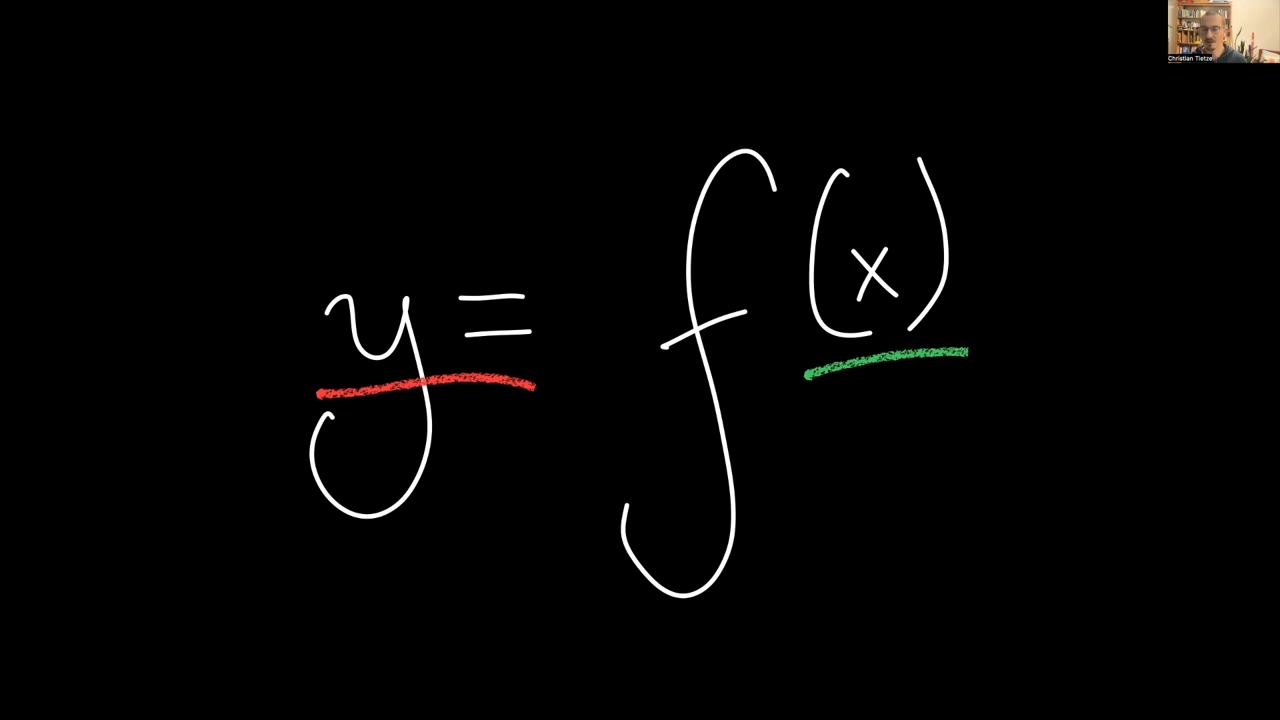 Christian Tietze
y = f(x)